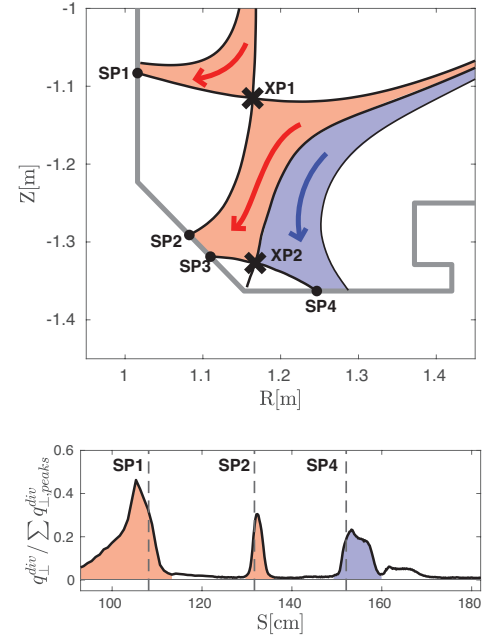 -1
-1.1
-1.2
-1.3
-1.4
Z[m]
SP1
XP1
SP2
SP3
XP2
SP4
1
1.1
1.2
1.3
1.4
R[m]
0.6
0.4
0.2
0
q⊥^div / ∑ q⊥,peaks^div
SP1
SP2
SP4
100
120
140
160
180
S[cm]